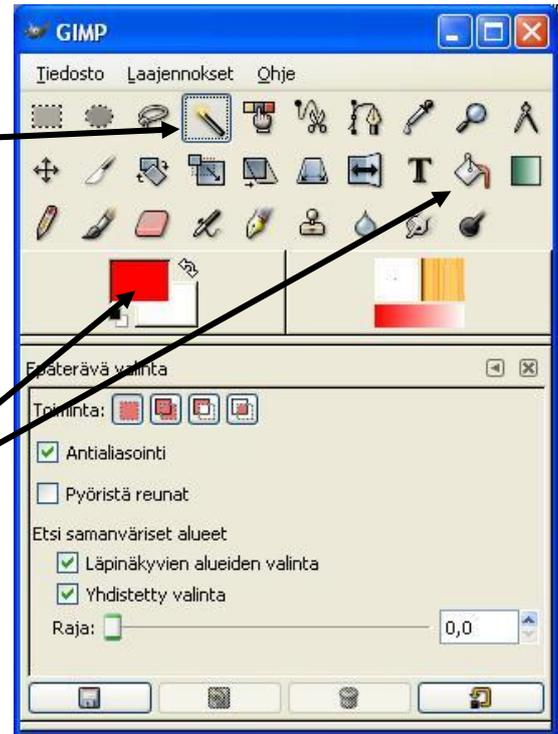 GIMP
Tiedosto Laajennokset Ohje
T
Epäterävä valinta
Toiminta:
Antialiasointi
Pyöristä reunat
Etsi samanväriset alueet
Läpinäkyvien alueiden valinta
Yhdistetty valinta
Raja: 0,0